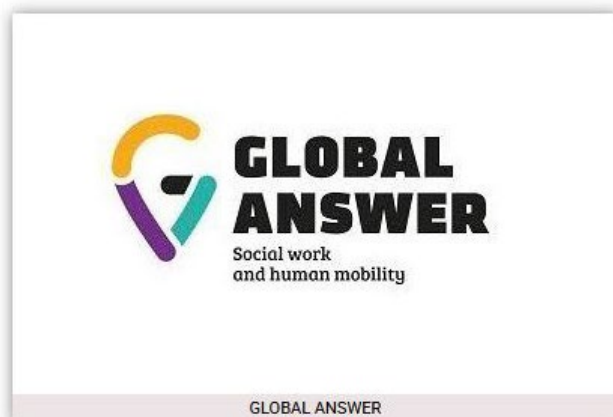 GLOBAL
ANSWER
Social work
and human mobility
GLOBAL ANSWER